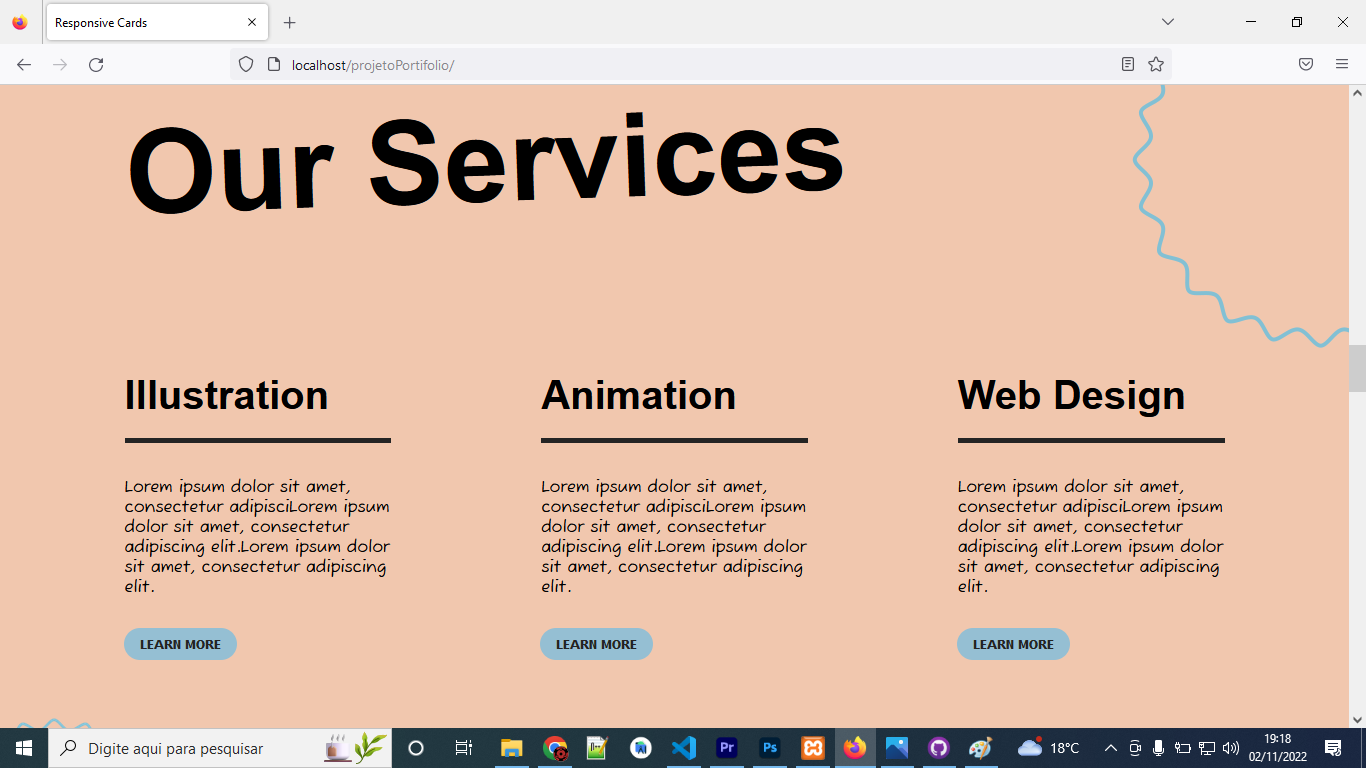 Responsive Cards
localhost/projetoPortifolio/
Our Services
Illustration
Lorem ipsum dolor sit amet,
consectetur adipisciLorem ipsum
dolor sit amet, consectetur
adipiscing elit.Lorem ipsum dolor
sit amet, consectetur adipiscing
elit.
LEARN MORE
Animation
Lorem ipsum dolor sit amet,
consectetur adipisciLorem ipsum
dolor sit amet, consectetur
adipiscing elit.Lorem ipsum dolor
sit amet, consectetur adipiscing
elit.
LEARN MORE
Web Design
Lorem ipsum dolor sit amet,
consectetur adipisciLorem ipsum
dolor sit amet, consectetur
adipiscing elit.Lorem ipsum dolor
sit amet, consectetur adipiscing
elit.
LEARN MORE
Digite aqui para pesquisar
Pr
Ps
18°C
19:18
02/11/2022